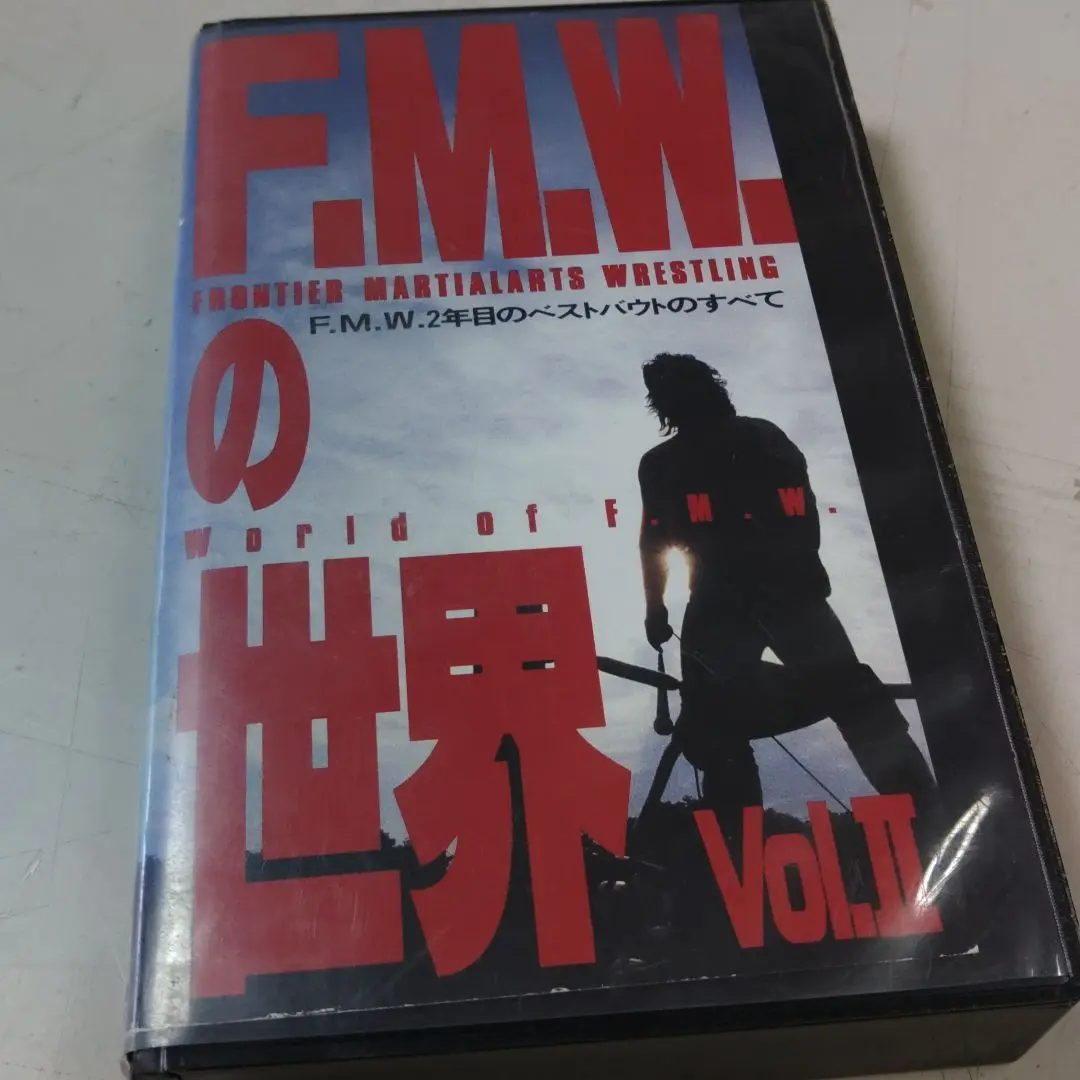 F.M.W.
FRONTIER MARTIALARTS WRESTLING
F.M.W.2年目のベストバウトのすべて
の
World of F.M.W.
世界
Vol.II